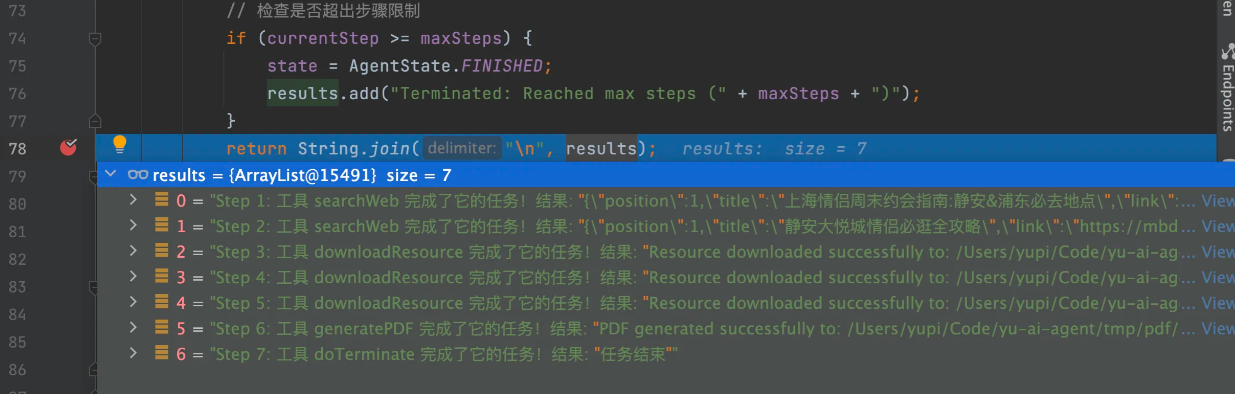 73 // 检查是否超出步骤限制
74 if (currentStep >= maxSteps) {
75 state = AgentState.FINISHED;
76 results.add("Terminated: Reached max steps (" + maxSteps + ")");
77 }
78 return String.join( delimiter: "\n", results); results: size = 7
79 results = {ArrayList@15491} size = 7
80 0 = "Step 1: 工具 searchWeb 完成了它的任务！结果: "{\"position\":1,\"title\":\"上海情侣周末约会指南:静安&浦东必去地点\",\"link\":... View
81 1 = "Step 2: 工具 searchWeb 完成了它的任务！结果: "{\"position\":1,\"title\":\"静安大悦城情侣必逛全攻略\",\"link\":\"https://mbd... View
82 2 = "Step 3: 工具 downloadResource 完成了它的任务！结果: "Resource downloaded successfully to: /Users/yupi/Code/yu-ai-ag... View
83 3 = "Step 4: 工具 downloadResource 完成了它的任务！结果: "Resource downloaded successfully to: /Users/yupi/Code/yu-ai-ag... View
84 4 = "Step 5: 工具 downloadResource 完成了它的任务！结果: "Resource downloaded successfully to: /Users/yupi/Code/yu-ai-ag... View
85 5 = "Step 6: 工具 generatePDF 完成了它的任务！结果: "PDF generated successfully to: /Users/yupi/Code/yu-ai-agent/tmp/pdf/... View
86 6 = "Step 7: 工具 doTerminate 完成了它的任务！结果: "任务结束""
en
Endpoints